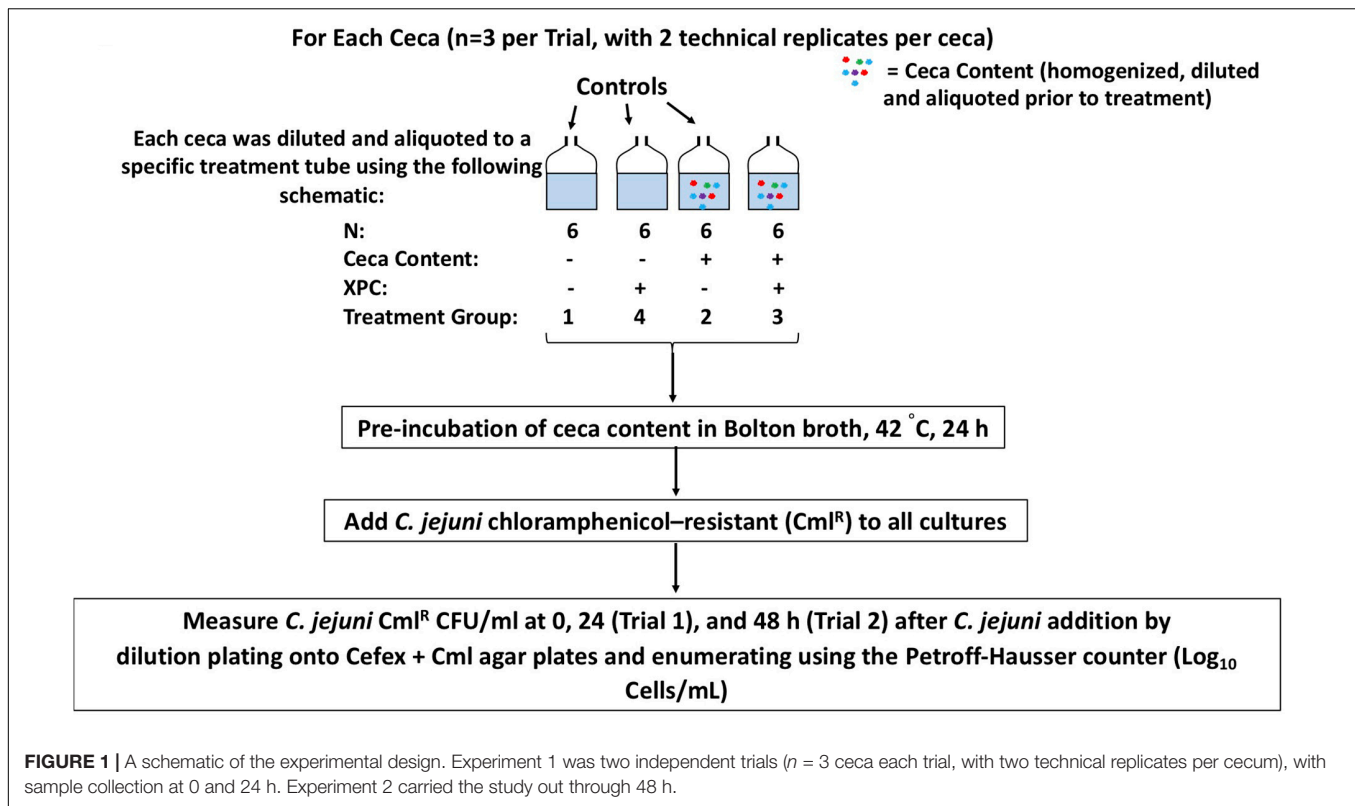 For Each Ceca (n=3 per Trial, with 2 technical replicates per ceca)
= Ceca Content (homogenized, diluted
and aliquoted prior to treatment)
Controls
Each ceca was diluted and aliquoted to a
specific treatment tube using the following
schematic:
N: 6 6 6 6
Ceca Content: - - + +
XPC: - + - +
Treatment Group: 1 4 2 3
Pre-incubation of ceca content in Bolton broth, 42 °C, 24 h
Add C. jejuni chloramphenicol–resistant (Cmlᴿ) to all cultures
Measure C. jejuni Cmlᴿ CFU/ml at 0, 24 (Trial 1), and 48 h (Trial 2) after C. jejuni addition by
dilution plating onto Cefex + Cml agar plates and enumerating using the Petroff-Hausser counter (Log₁₀
Cells/mL)
FIGURE 1 | A schematic of the experimental design. Experiment 1 was two independent trials (n = 3 ceca each trial, with two technical replicates per cecum), with
sample collection at 0 and 24 h. Experiment 2 carried the study out through 48 h.